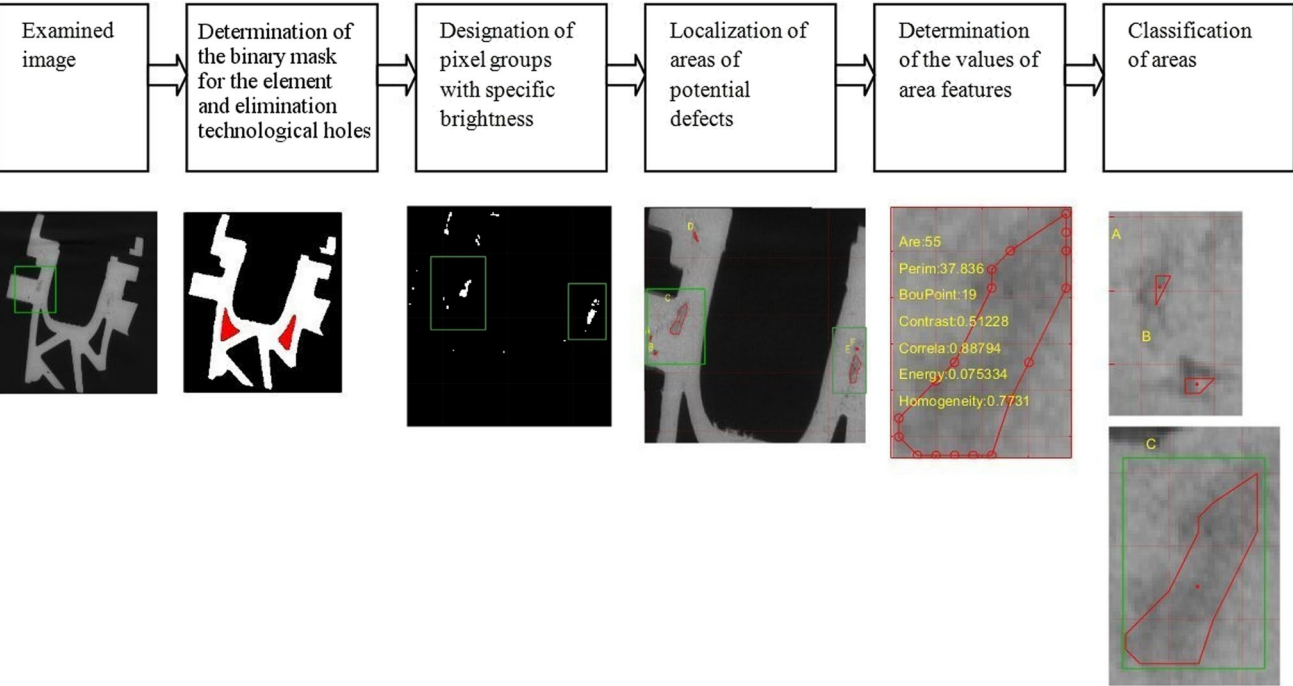 Examined
image
Determination of
the binary mask
for the element
and elimination
technological holes
Designation of
pixel groups
with specific
brightness
Localization of
areas of
potential
defects
Determination
of the values of
area features
Classification
of areas
D
C
Are:55
Perim:37.836
BouPoint:19
Contrast:0.51228
Correla:0.88794
Energy:0.075334
Homogeneity:0.7731
A
B
C